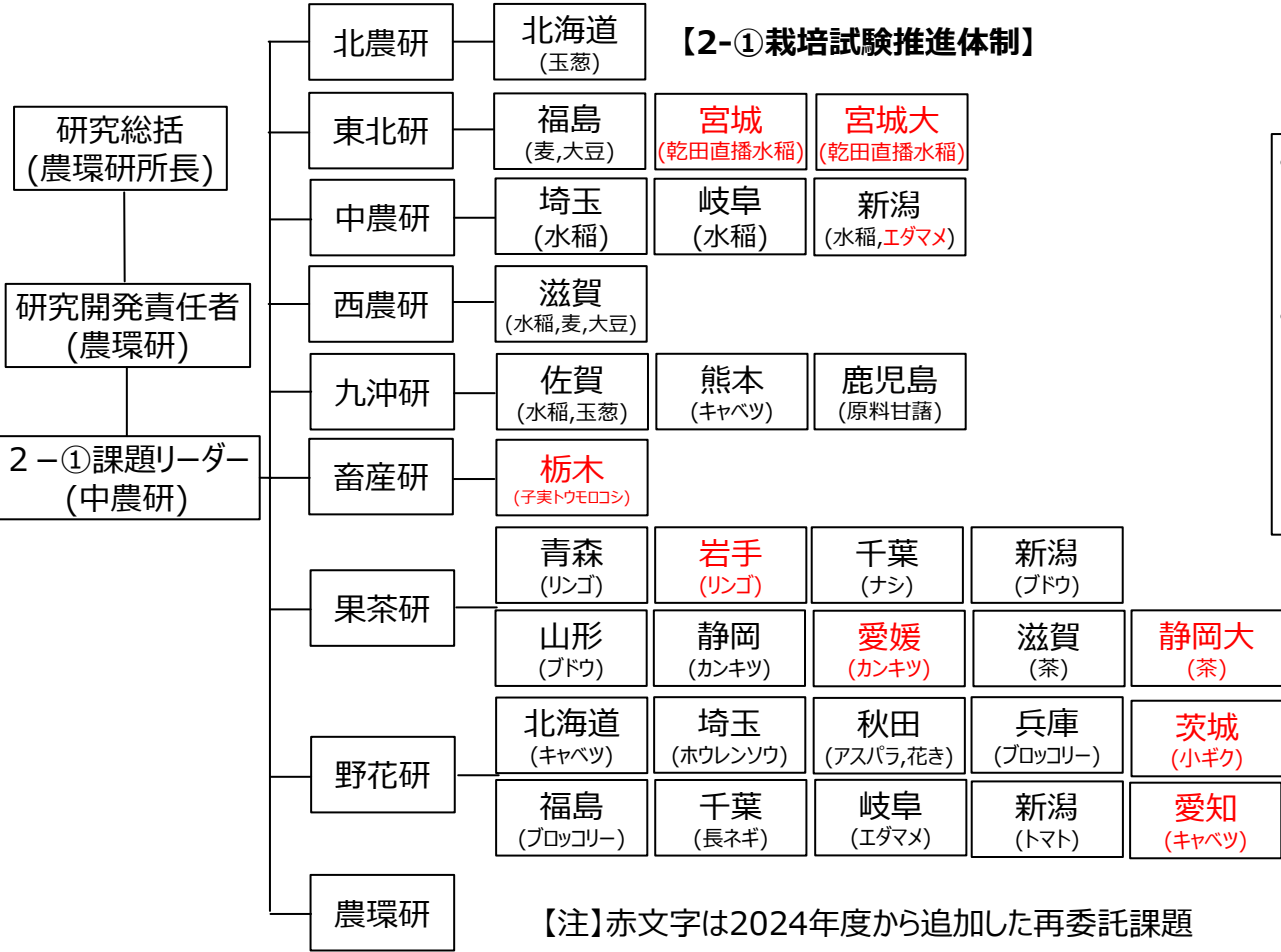 【2-①栽培試験推進体制】
研究総括
(農環研所長)
研究開発責任者
(農環研)
2－①課題リーダー
(中農研)
北農研
北海道
(玉葱)
東北研
福島
(麦,大豆)
宮城
(乾田直播水稲)
宮城大
(乾田直播水稲)
中農研
埼玉
(水稲)
岐阜
(水稲)
新潟
(水稲,エダマメ)
西農研
滋賀
(水稲,麦,大豆)
九沖研
佐賀
(水稲,玉葱)
熊本
(キャベツ)
鹿児島
(原料甘藷)
畜産研
栃木
(子実トウモロコシ)
果茶研
青森
(リンゴ)
岩手
(リンゴ)
千葉
(ナシ)
新潟
(ブドウ)
山形
(ブドウ)
静岡
(カンキツ)
愛媛
(カンキツ)
滋賀
(茶)
静岡大
(茶)
野花研
北海道
(キャベツ)
埼玉
(ホウレンソウ)
秋田
(アスパラ,花き)
兵庫
(ブロッコリー)
茨城
(小ギク)
福島
(ブロッコリー)
千葉
(長ネギ)
岐阜
(エダマメ)
新潟
(トマト)
愛知
(キャベツ)
農環研
【注】赤文字は2024年度から追加した再委託課題